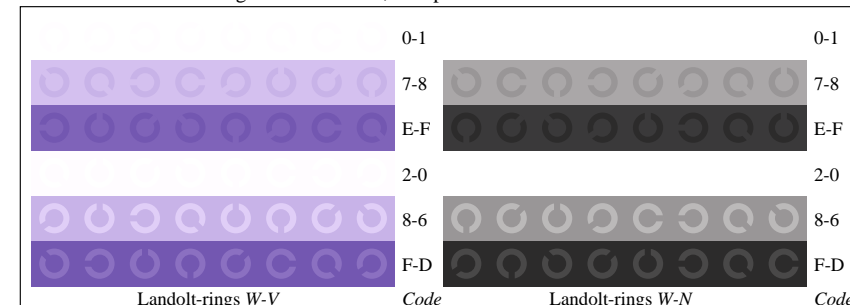 0-1 0-1
7-8 7-8
E-F E-F
2-0 2-0
8-6 8-6
F-D F-D
Landolt-rings W-V Code Landolt-rings W-N Code